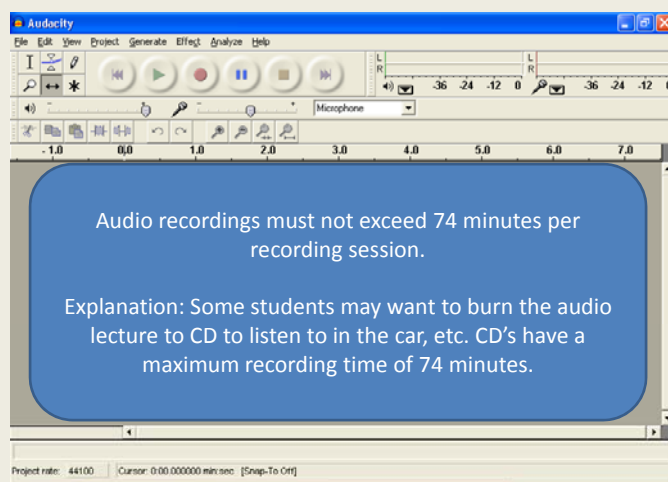 Audacity
File Edit View Project Generate Effect Analyze Help
L
R
-36 -24 -12 0
L
R
-36 -24 -12 0
Microphone
- 1.0 0,0 1.0 2.0 3.0 4.0 5.0 6.0 7.0
Audio recordings must not exceed 74 minutes per
recording session.
Explanation: Some students may want to burn the audio
lecture to CD to listen to in the car, etc. CD's have a
maximum recording time of 74 minutes.
Project rate: 44100 Cursor: 0:00.000000 min:sec [Snap-To Off]